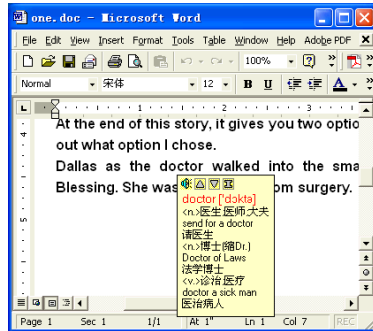 one.doc - Microsoft Word
File Edit View Insert Format Tools Table Window Help Adobe PDF
100%
Normal 宋体 12 B U A
L 1 2 3
At the end of this story, it gives you two optio
out what option I chose.
Dallas as the doctor walked into the sma
Blessing. She was om surgery.
doctor ['dɔktə]
<n.>医生,医师,大夫
send for a doctor
请医生
<n.>博士(缩Dr.)
Doctor of Laws
法学博士
<v.>诊治,医疗
doctor a sick man
医治病人
Page 1 Sec 1 1/1 At 1" Ln 1 Col 7 REC